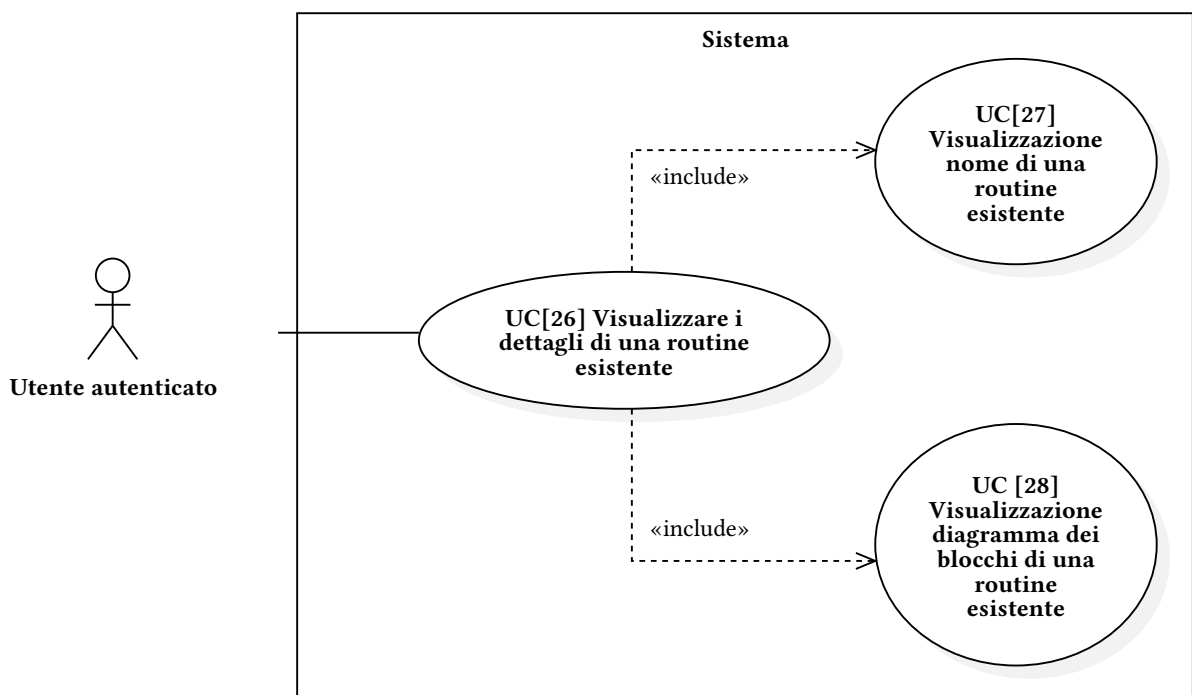 Sistema
UC[27]
Visualizzazione
nome di una
routine
esistente
«include»
UC[26] Visualizzare i
dettagli di una routine
esistente
Utente autenticato
«include»
UC [28]
Visualizzazione
diagramma dei
blocchi di una
routine
esistente